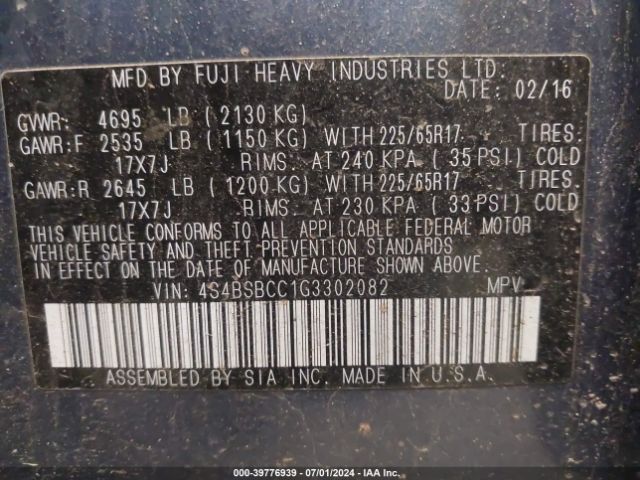 MFD. BY FUJI HEAVY INDUSTRIES LTD.
DATE: 02/16
GVWR: 4695 LB ( 2130 KG)
GAWR:F 2535 LB ( 1150 KG) WITH 225/65R17 TIRES.
17X7J RIMS. AT 240 KPA ( 35 PSI) COLD
GAWR:R 2645 LB ( 1200 KG) WITH 225/65R17 TIRES.
17X7J RIMS. AT 230 KPA ( 33 PSI) COLD
THIS VEHICLE CONFORMS TO ALL APPLICABLE FEDERAL MOTOR
VEHICLE SAFETY AND THEFT PREVENTION STANDARDS
IN EFFECT ON THE DATE OF MANUFACTURE SHOWN ABOVE.
VIN: 4S4BSBCC1G3302082 MPV
ASSEMBLED BY SIA INC. MADE IN U.S.A.
000-39776939 / 07/01/2024 - IAA Inc.